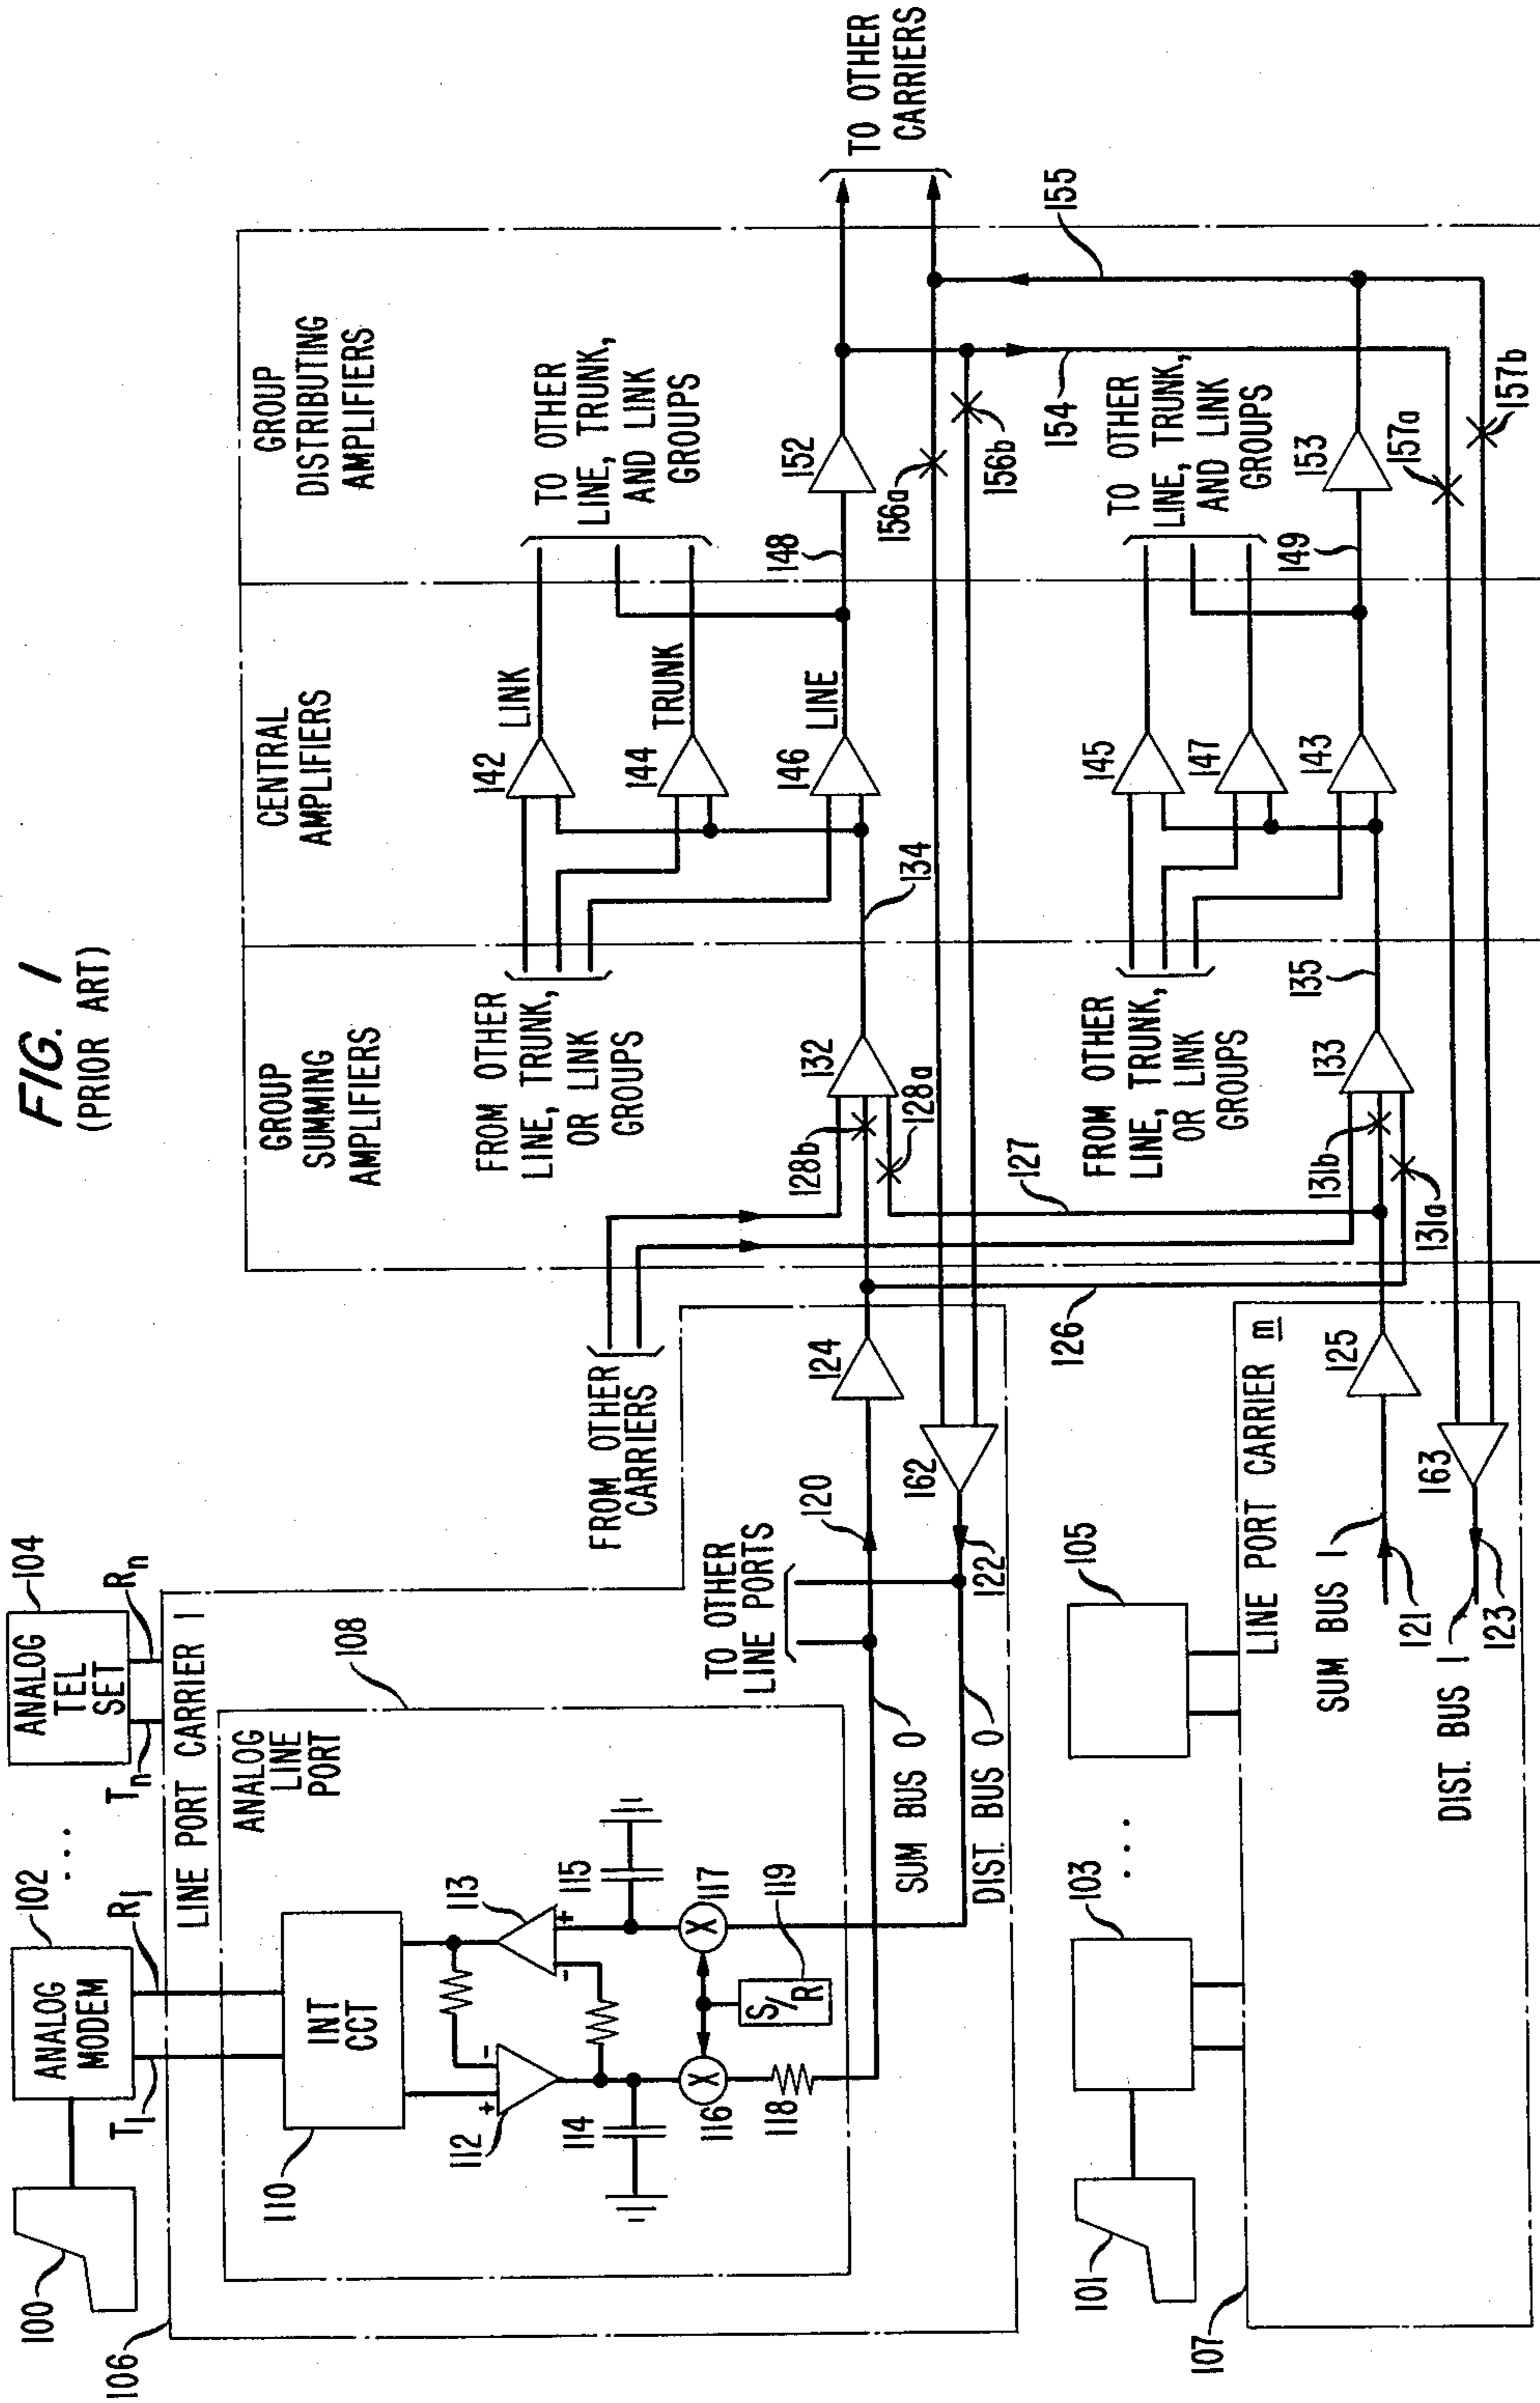 FIG. 1
(PRIOR ART)
GROUP
SUMMING
AMPLIFIERS
CENTRAL
AMPLIFIERS
GROUP
DISTRIBUTING
AMPLIFIERS
FROM OTHER
LINE, TRUNK,
OR LINK
GROUPS
142
LINK
144
TRUNK
146
LINE
TO OTHER
LINE, TRUNK,
AND LINK
GROUPS
148
152
TO OTHER
CARRIERS
128b
132
128a
134
156a
156b
127
154
155
FROM OTHER
LINE, TRUNK,
OR LINK
GROUPS
145
147
143
TO OTHER
LINE, TRUNK,
AND LINK
GROUPS
131b
133
131a
135
149
153
157a
157b
100
102
ANALOG
MODEM
...
104
ANALOG
TEL
SET
T1
R1
Tn
Rn
106
LINE PORT CARRIER 1
FROM OTHER
CARRIERS
108
ANALOG
LINE
PORT
110
INT
CCT
+
-
112
113
-
+
114
115
116
X
117
X
118
119
S/R
TO OTHER
LINE PORTS
120
124
SUM BUS 0
162
122
DIST. BUS 0
126
101
103
...
105
107
LINE PORT CARRIER m
SUM BUS 1
121
125
DIST. BUS 1
123
163